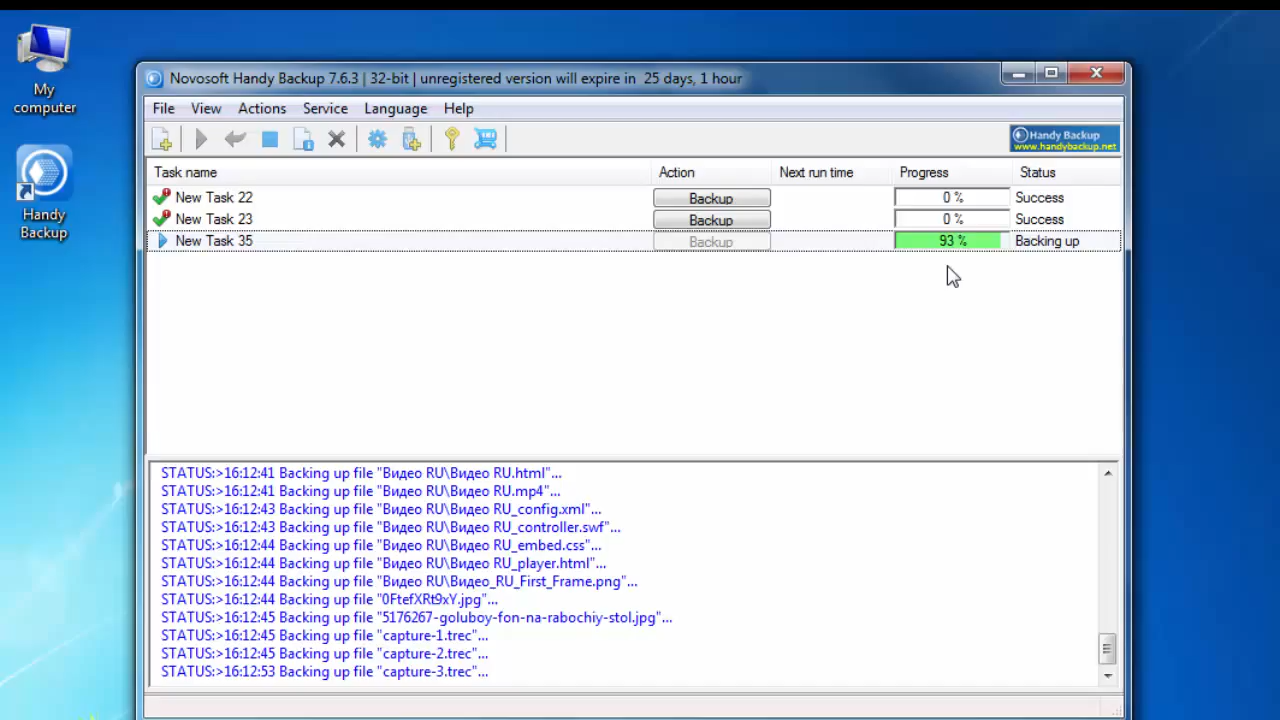 My
computer
Handy
Backup
Novosoft Handy Backup 7.6.3 | 32-bit | unregistered version will expire in 25 days, 1 hour
File View Actions Service Language Help
Handy Backup
www.handybackup.net
Task name Action Next run time Progress Status
New Task 22 Backup 0 % Success
New Task 23 Backup 0 % Success
New Task 35 Backup 93 % Backing up
STATUS:>16:12:41 Backing up file "Видео RU\Видео RU.html"...
STATUS:>16:12:41 Backing up file "Видео RU\Видео RU.mp4"...
STATUS:>16:12:43 Backing up file "Видео RU\Видео RU_config.xml"...
STATUS:>16:12:43 Backing up file "Видео RU\Видео RU_controller.swf"...
STATUS:>16:12:44 Backing up file "Видео RU\Видео RU_embed.css"...
STATUS:>16:12:44 Backing up file "Видео RU\Видео RU_player.html"...
STATUS:>16:12:44 Backing up file "Видео RU\Видео_RU_First_Frame.png"...
STATUS:>16:12:44 Backing up file "0FtefXRt9xY.jpg"...
STATUS:>16:12:45 Backing up file "5176267-goluboy-fon-na-rabochiy-stol.jpg"...
STATUS:>16:12:45 Backing up file "capture-1.trec"...
STATUS:>16:12:45 Backing up file "capture-2.trec"...
STATUS:>16:12:53 Backing up file "capture-3.trec"...